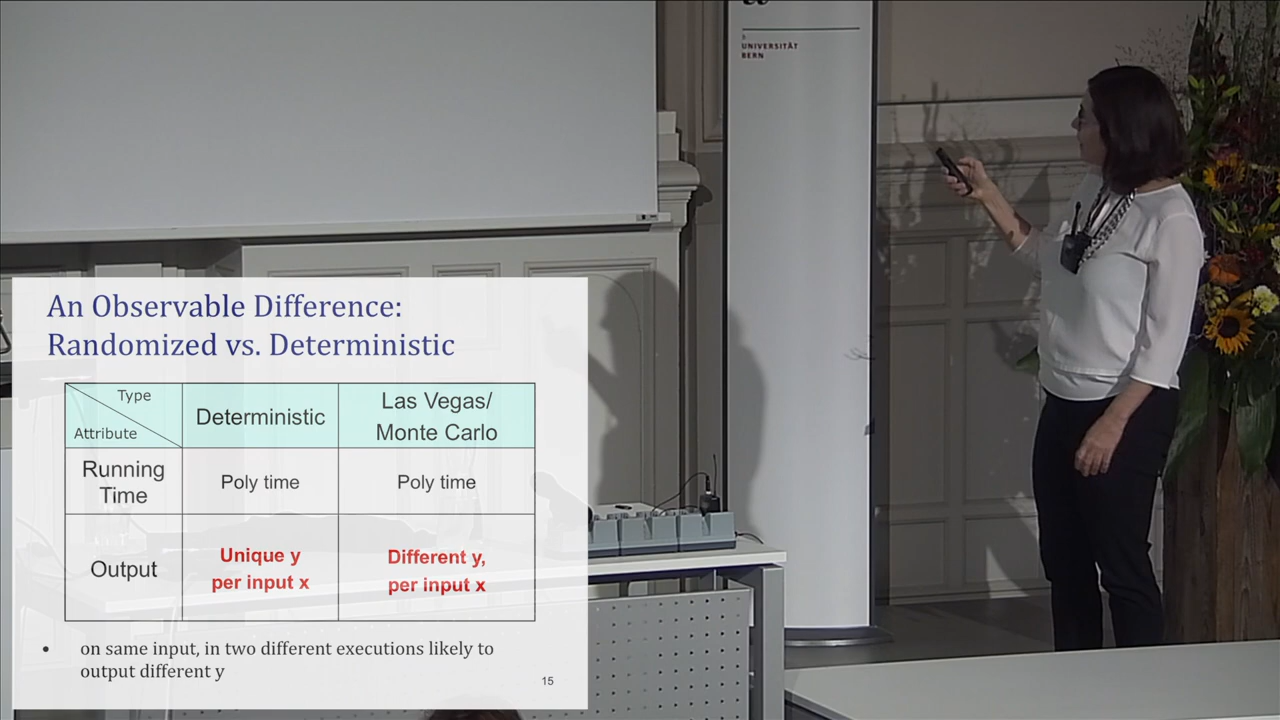 b
UNIVERSITÄT
BERN
An Observable Difference:
Randomized vs. Deterministic
Type
Attribute
Deterministic
Las Vegas/
Monte Carlo
Running
Time
Poly time
Poly time
Output
Unique y
per input x
Different y,
per input x
• on same input, in two different executions likely to
output different y
15